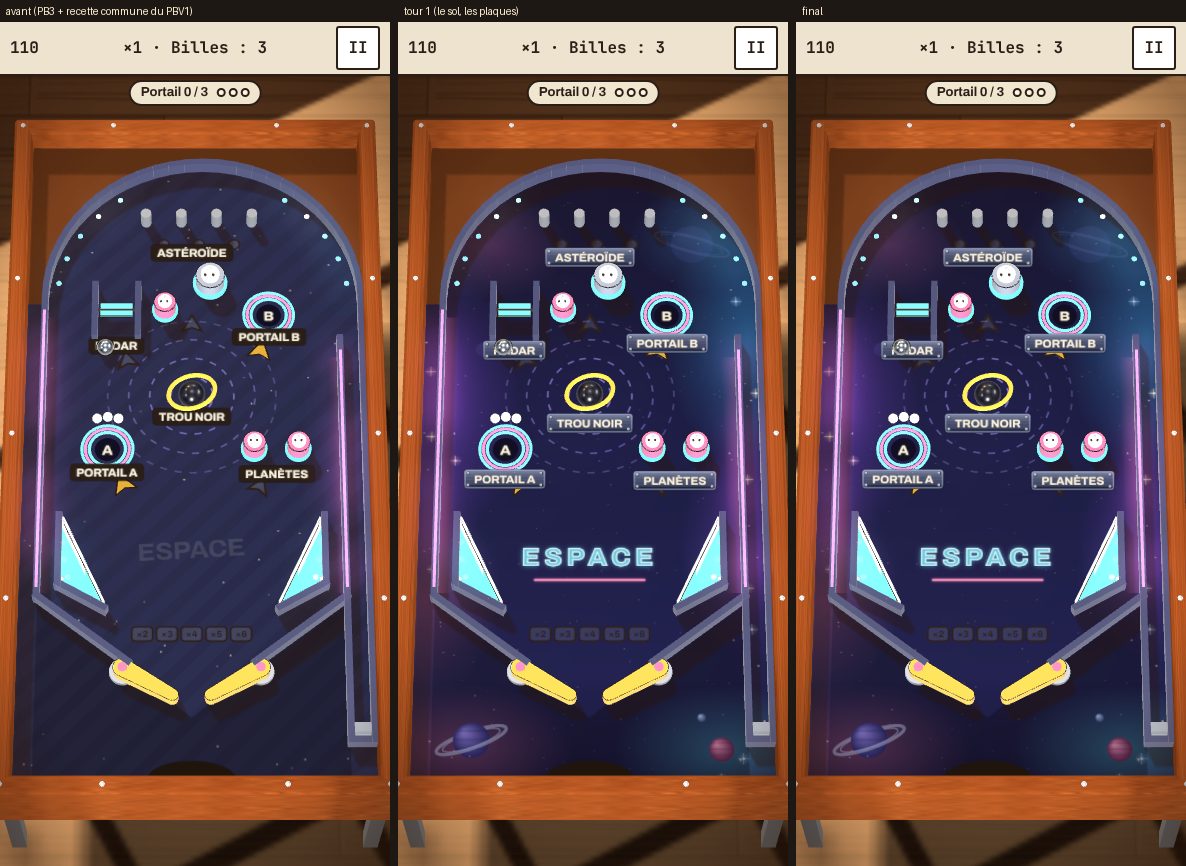 avant (PB3 + recette commune du PBV1)
110 ×1 · Billes : 3 II
Portail 0 / 3
ASTÉROÏDE
B
PORTAIL B
DAR
TROU NOIR
A
PORTAIL A
PLANÈTES
ESPACE
×2 ×3 ×4 ×5 ×6
tour 1 (le sol, les plaques)
110 ×1 · Billes : 3 II
Portail 0 / 3
ASTÉROÏDE
B
PORTAIL B
DAR
TROU NOIR
A
PORTAIL A
PLANÈTES
ESPACE
×2 ×3 ×4 ×5 ×6
final
110 ×1 · Billes : 3 II
Portail 0 / 3
ASTÉROÏDE
B
PORTAIL B
DAR
TROU NOIR
A
PORTAIL A
PLANÈTES
ESPACE
×2 ×3 ×4 ×5 ×6